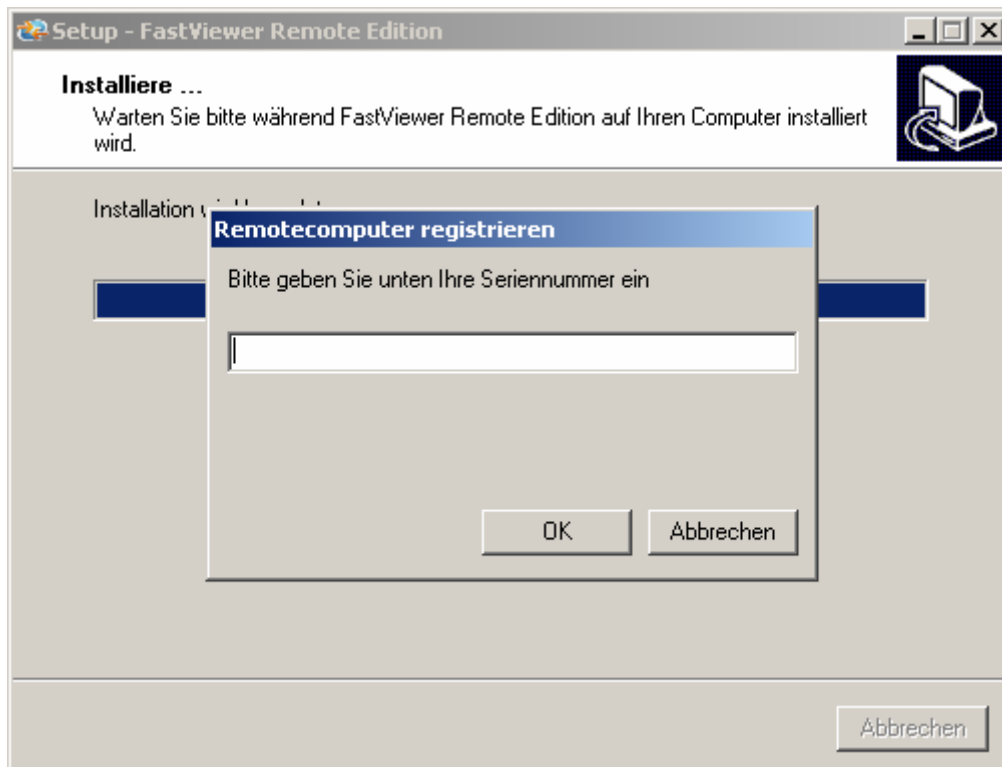 Setup - FastViewer Remote Edition
Installiere ...
Warten Sie bitte während FastViewer Remote Edition auf Ihren Computer installiert
wird.
Installation
Remotecomputer registrieren
Bitte geben Sie unten Ihre Seriennummer ein
OK
Abbrechen
Abbrechen